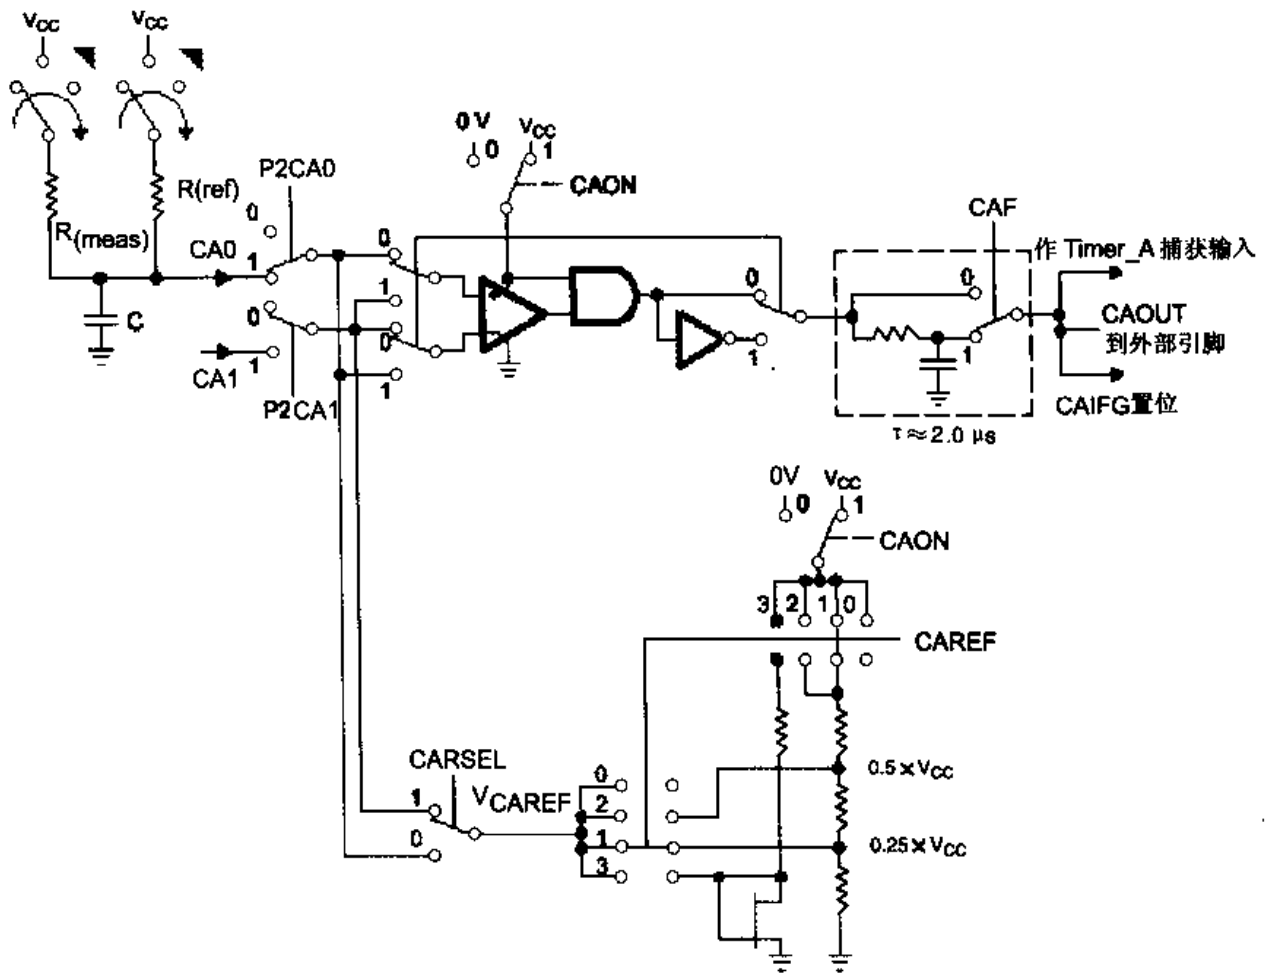 VCC VCC
0 V VCC
0 1
P2CA0
CAON
R(ref)
CAF
0
R(meas)
CA0
1
0
0
0
作 Timer_A 捕获输入
1
CAOUT
0
0
到外部引脚
CA1
1
1
1
1
P2CA1
C
CAIFG置位
τ≈2.0 μs
0V VCC
0 1
CAON
3 2 1 0
CAREF
CARSEL
0.5×VCC
1
VCAREF
0
2
0
1
0.25×VCC
3